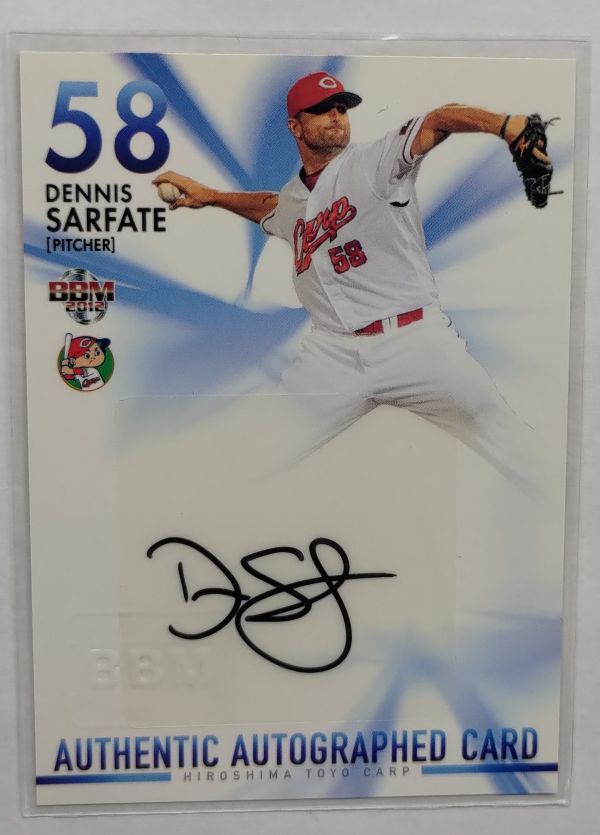 58
DENNIS
SARFATE
[PITCHER]
BBM
2012
Carp
58
BBM
AUTHENTIC AUTOGRAPHED CARD
HIROSHIMA TOYO CARP